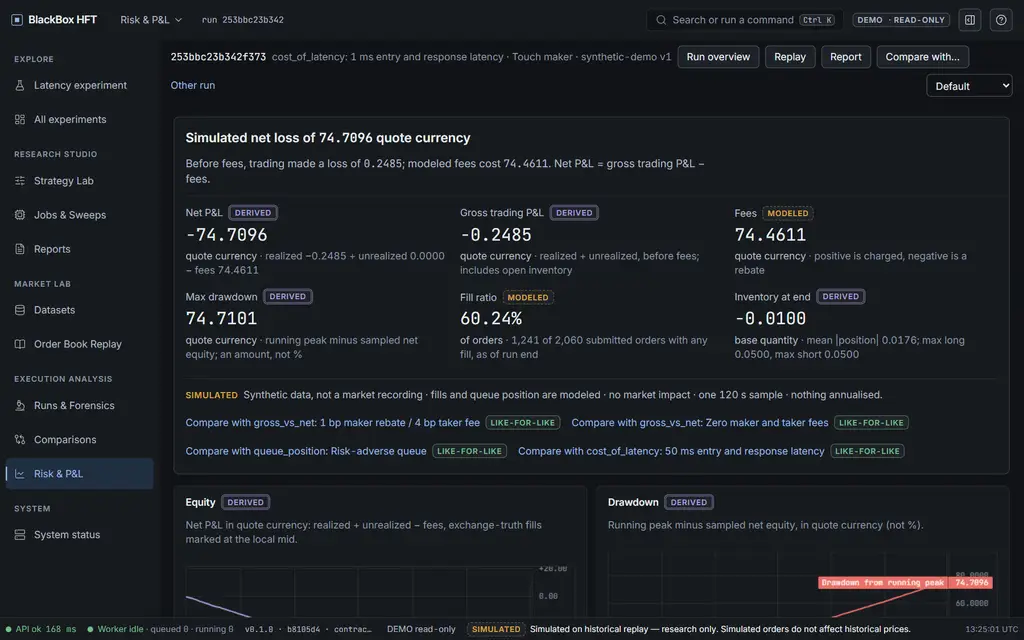 BlackBox HFT
Risk & P&L
run 253bbc23b342
Search or run a command Ctrl K
DEMO · READ-ONLY
EXPLORE
Latency experiment
All experiments
RESEARCH STUDIO
Strategy Lab
Jobs & Sweeps
Reports
MARKET LAB
Datasets
Order Book Replay
EXECUTION ANALYSIS
Runs & Forensics
Comparisons
Risk & P&L
SYSTEM
System status
253bbc23b342f373 cost_of_latency: 1 ms entry and response latency · Touch maker · synthetic-demo v1
Run overview
Replay
Report
Compare with...
Other run
Default
Simulated net loss of 74.7096 quote currency
Before fees, trading made a loss of 0.2485; modeled fees cost 74.4611. Net P&L = gross trading P&L −
fees.
Net P&L DERIVED
-74.7096
quote currency · realized −0.2485 + unrealized 0.0000
− fees 74.4611
Gross trading P&L DERIVED
-0.2485
quote currency · realized + unrealized, before fees;
includes open inventory
Fees MODELED
74.4611
quote currency · positive is charged, negative is a
rebate
Max drawdown DERIVED
74.7101
quote currency · running peak minus sampled net
equity; an amount, not %
Fill ratio MODELED
60.24%
of orders · 1,241 of 2,060 submitted orders with any
fill, as of run end
Inventory at end DERIVED
-0.0100
base quantity · mean |position| 0.0176; max long
0.0500, max short 0.0500
SIMULATED Synthetic data, not a market recording · fills and queue position are modeled · no market impact · one 120 s sample · nothing annualised.
Compare with gross_vs_net: 1 bp maker rebate / 4 bp taker fee LIKE-FOR-LIKE Compare with gross_vs_net: Zero maker and taker fees LIKE-FOR-LIKE
Compare with queue_position: Risk-adverse queue LIKE-FOR-LIKE Compare with cost_of_latency: 50 ms entry and response latency LIKE-FOR-LIKE
Equity DERIVED
Net P&L in quote currency: realized + unrealized − fees, exchange-truth fills
marked at the local mid.
+20.00
0.00
Drawdown DERIVED
Running peak minus sampled net equity, in quote currency (not %).
80.0000
Drawdown from running peak 74.7096
60.0000
API ok 168 ms
Worker idle · queued 0 · running 0
v0.1.0 · b8105d4 · contrac…
DEMO read-only
SIMULATED Simulated on historical replay — research only. Simulated orders do not affect historical prices.
13:25:01 UTC